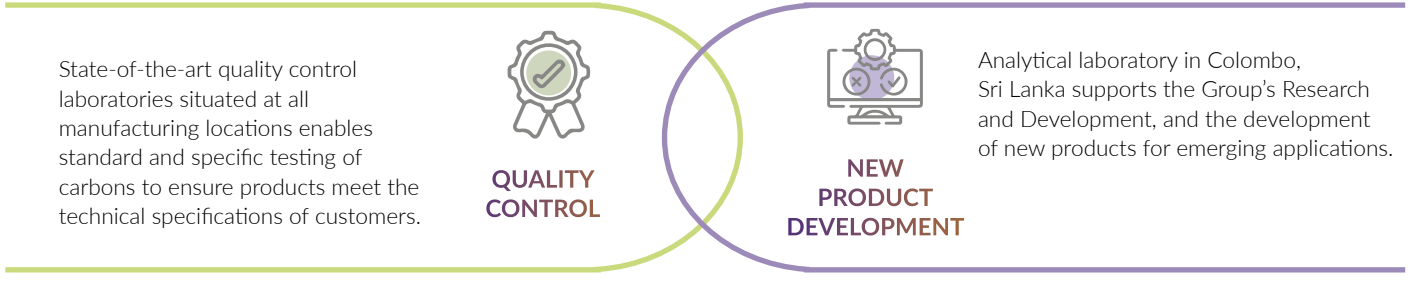 State-of-the-art quality control
laboratories situated at all
manufacturing locations enables
standard and specific testing of
carbons to ensure products meet the
technical specifications of customers.
QUALITY
CONTROL
NEW
PRODUCT
DEVELOPMENT
Analytical laboratory in Colombo,
Sri Lanka supports the Group’s Research
and Development, and the development
of new products for emerging applications.